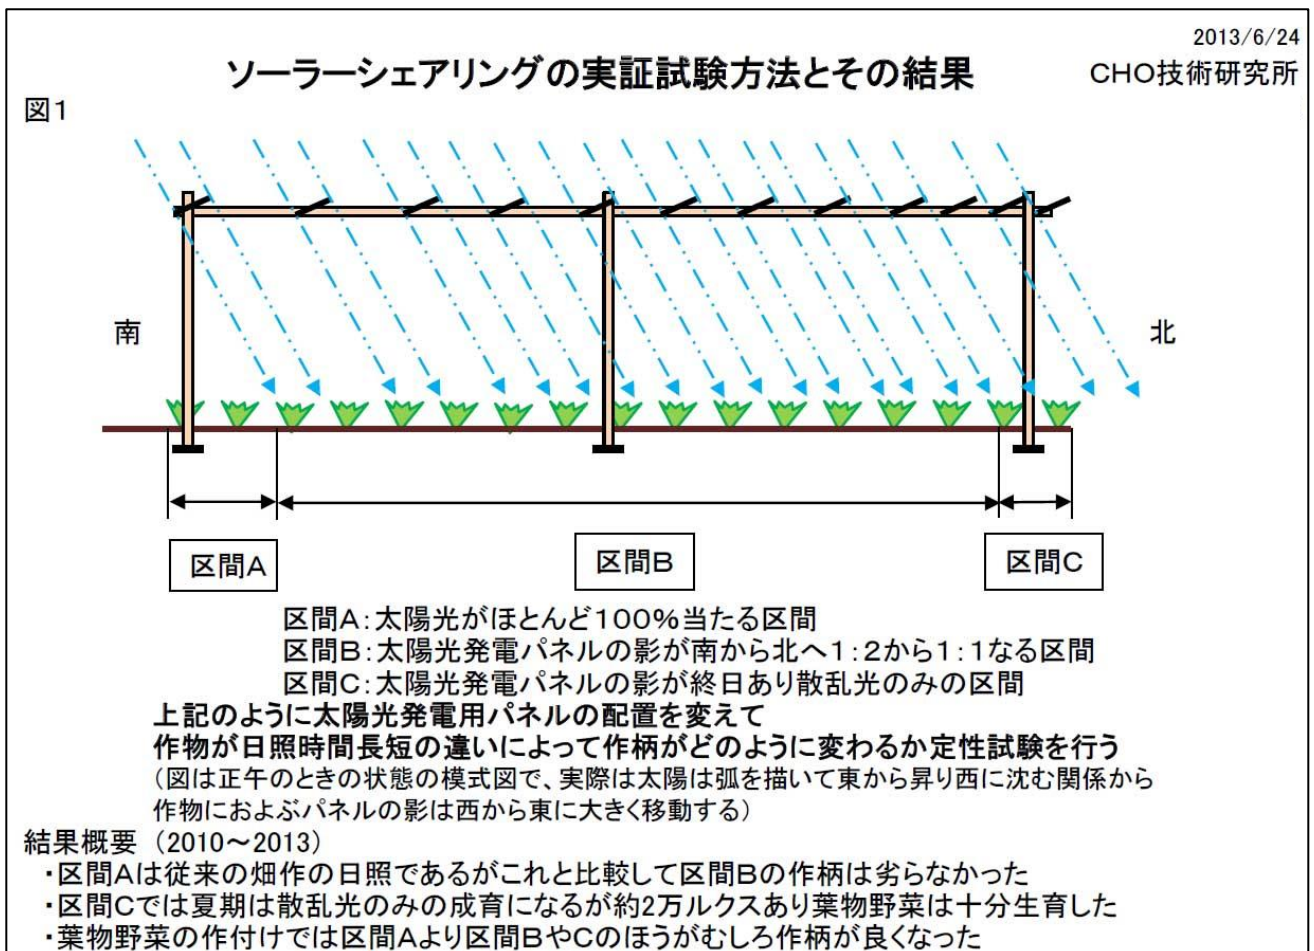 2013/6/24
ソーラーシェアリングの実証試験方法とその結果
CHO技術研究所
図1
南
北
区間A
区間B
区間C
区間A:太陽光がほとんど100%当たる区間
区間B:太陽光発電パネルの影が南から北へ1:2から1:1なる区間
区間C:太陽光発電パネルの影が終日あり散乱光のみの区間
上記のように太陽光発電用パネルの配置を変えて
作物が日照時間長短の違いによって作柄がどのように変わるか定性試験を行う
(図は正午のときの状態の模式図で、実際は太陽は弧を描いて東から昇り西に沈む関係から
作物におよぶパネルの影は西から東に大きく移動する)
結果概要 (2010~2013)
・区間Aは従来の畑作の日照であるがこれと比較して区間Bの作柄は劣らなかった
・区間Cでは夏期は散乱光のみの成育になるが約2万ルクスあり葉物野菜は十分生育した
・葉物野菜の作付けでは区間Aより区間BやCのほうがむしろ作柄が良くなった